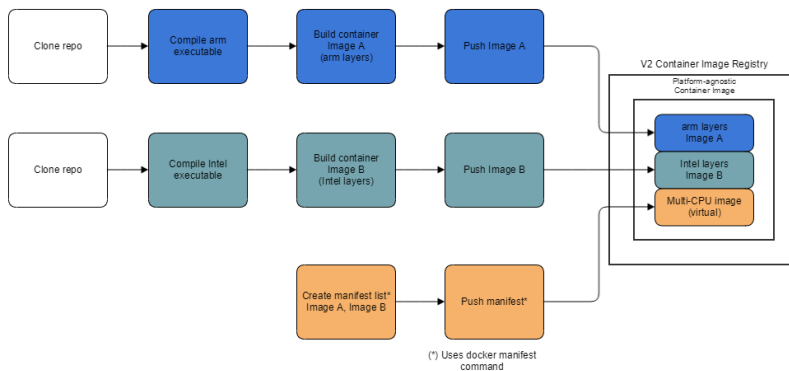 Clone repo
Compile arm
executable
Build container
Image A
(arm layers)
Push Image A
V2 Container Image Registry
Platform-agnostic
Container Image
arm layers
Image A
Clone repo
Compile Intel
executable
Build container
Image B
(Intel layers)
Push Image B
Intel layers
Image B
Multi-CPU image
(virtual)
Create manifest list*
Image A, Image B
Push manifest*
(*) Uses docker manifest
command